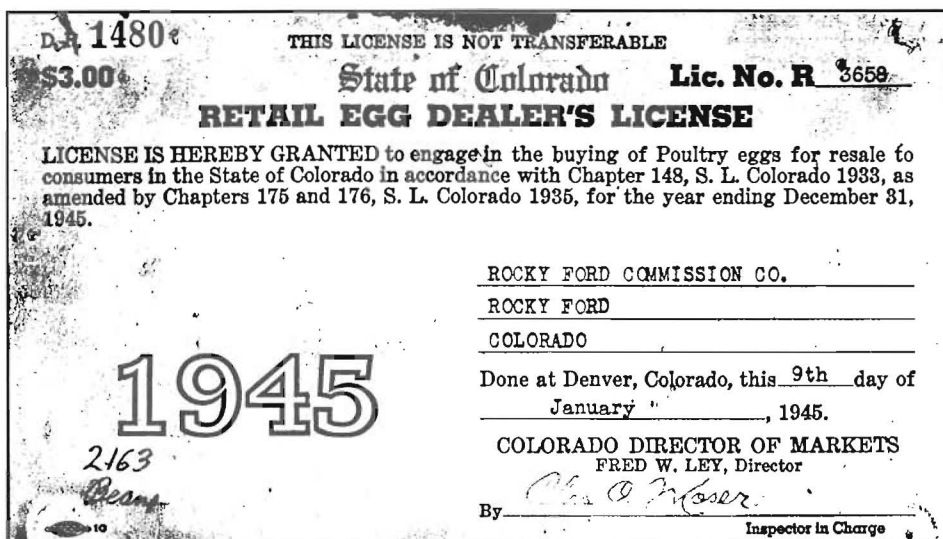 D.A. 1480
THIS LICENSE IS NOT TRANSFERABLE
$3.00
State of Colorado
Lic. No. R 3658
RETAIL EGG DEALER'S LICENSE
LICENSE IS HEREBY GRANTED to engage in the buying of Poultry eggs for resale to
consumers in the State of Colorado in accordance with Chapter 148, S. L. Colorado 1933, as
amended by Chapters 175 and 176, S. L. Colorado 1935, for the year ending December 31,
1945.
ROCKY FORD COMMISSION CO.
ROCKY FORD
COLORADO
1945
Done at Denver, Colorado, this 9th day of
January, 1945.
COLORADO DIRECTOR OF MARKETS
FRED W. LEY, Director
2163
By O Moser
Inspector in Charge
10